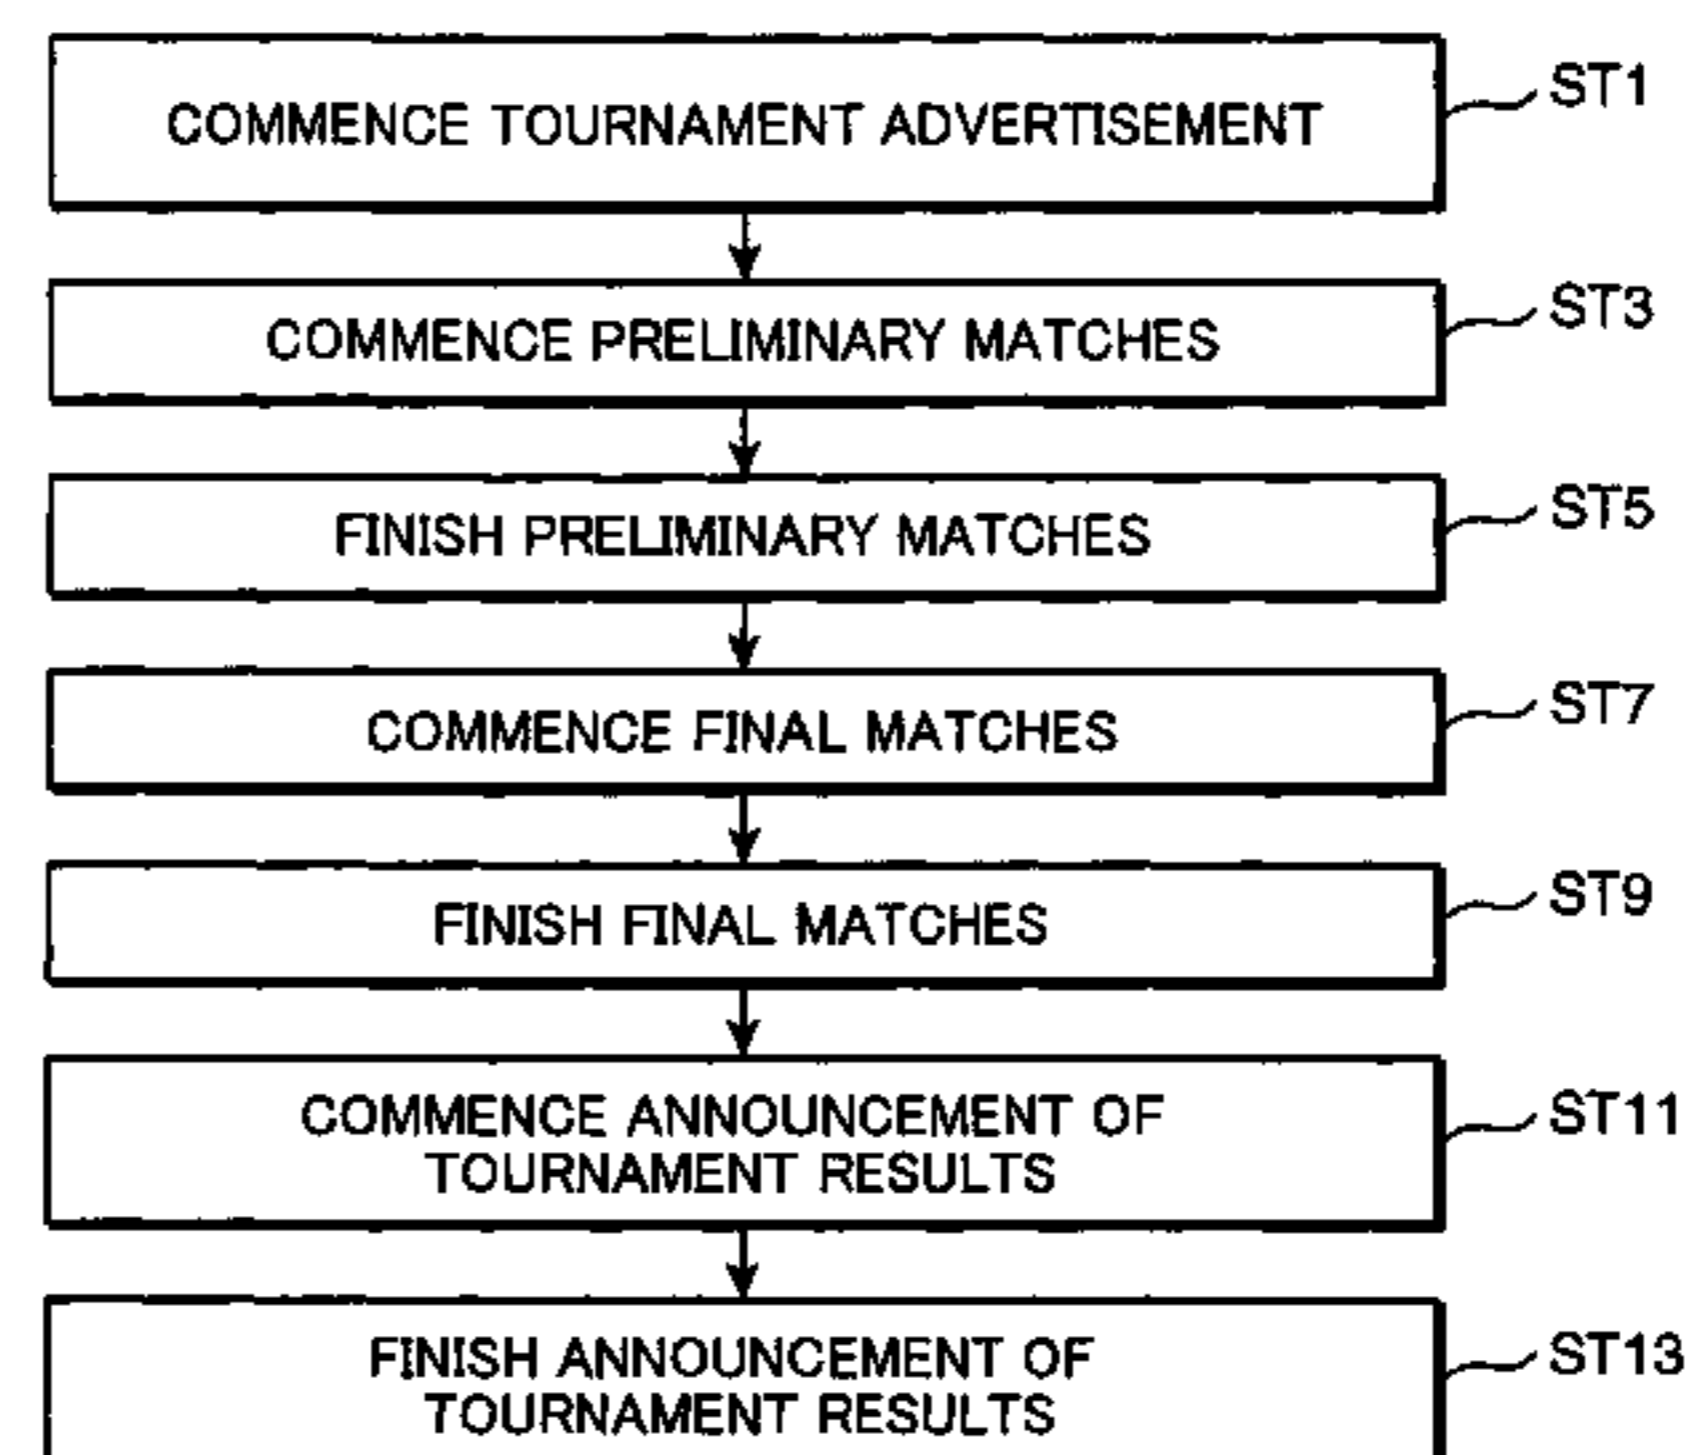 COMMENCE TOURNAMENT ADVERTISEMENT
ST1
COMMENCE PRELIMINARY MATCHES
ST3
FINISH PRELIMINARY MATCHES
ST5
COMMENCE FINAL MATCHES
ST7
FINISH FINAL MATCHES
ST9
COMMENCE ANNOUNCEMENT OF
TOURNAMENT RESULTS
ST11
FINISH ANNOUNCEMENT OF
TOURNAMENT RESULTS
ST13